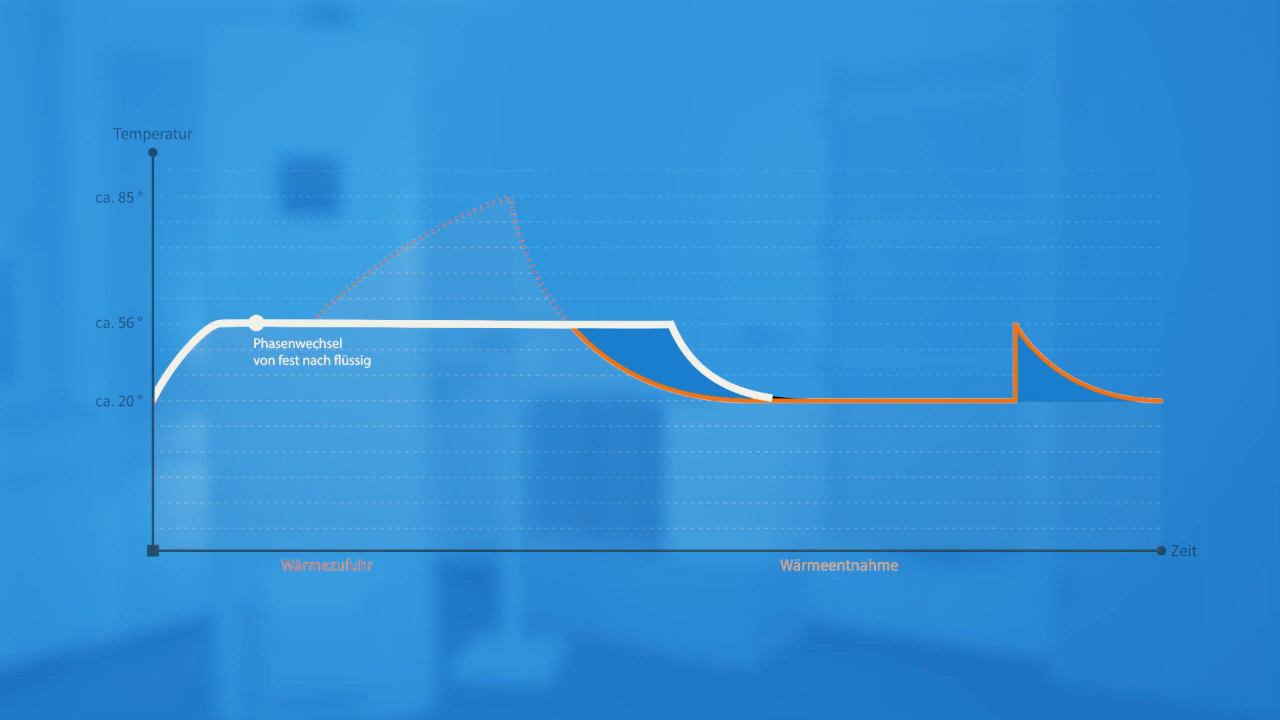 Temperatur
ca. 85 °
ca. 56 °
Phasenwechsel
von fest nach flüssig
ca. 20 °
Zeit
Wärmezufuhr
Wärmeentnahme